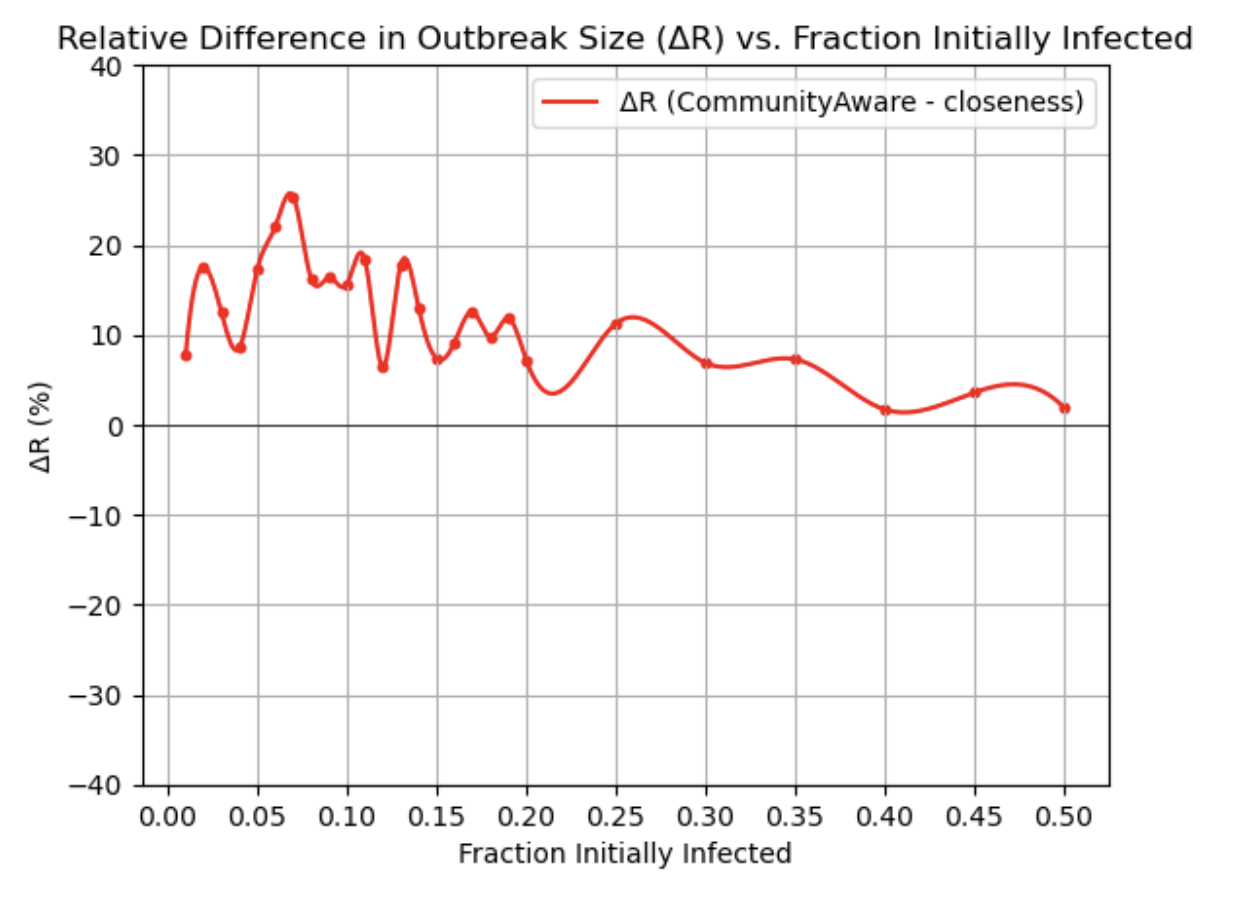 Relative Difference in Outbreak Size (ΔR) vs. Fraction Initially Infected
ΔR (CommunityAware - closeness)
ΔR (%)
40
30
20
10
0
−10
−20
−30
−40
0.00 0.05 0.10 0.15 0.20 0.25 0.30 0.35 0.40 0.45 0.50
Fraction Initially Infected